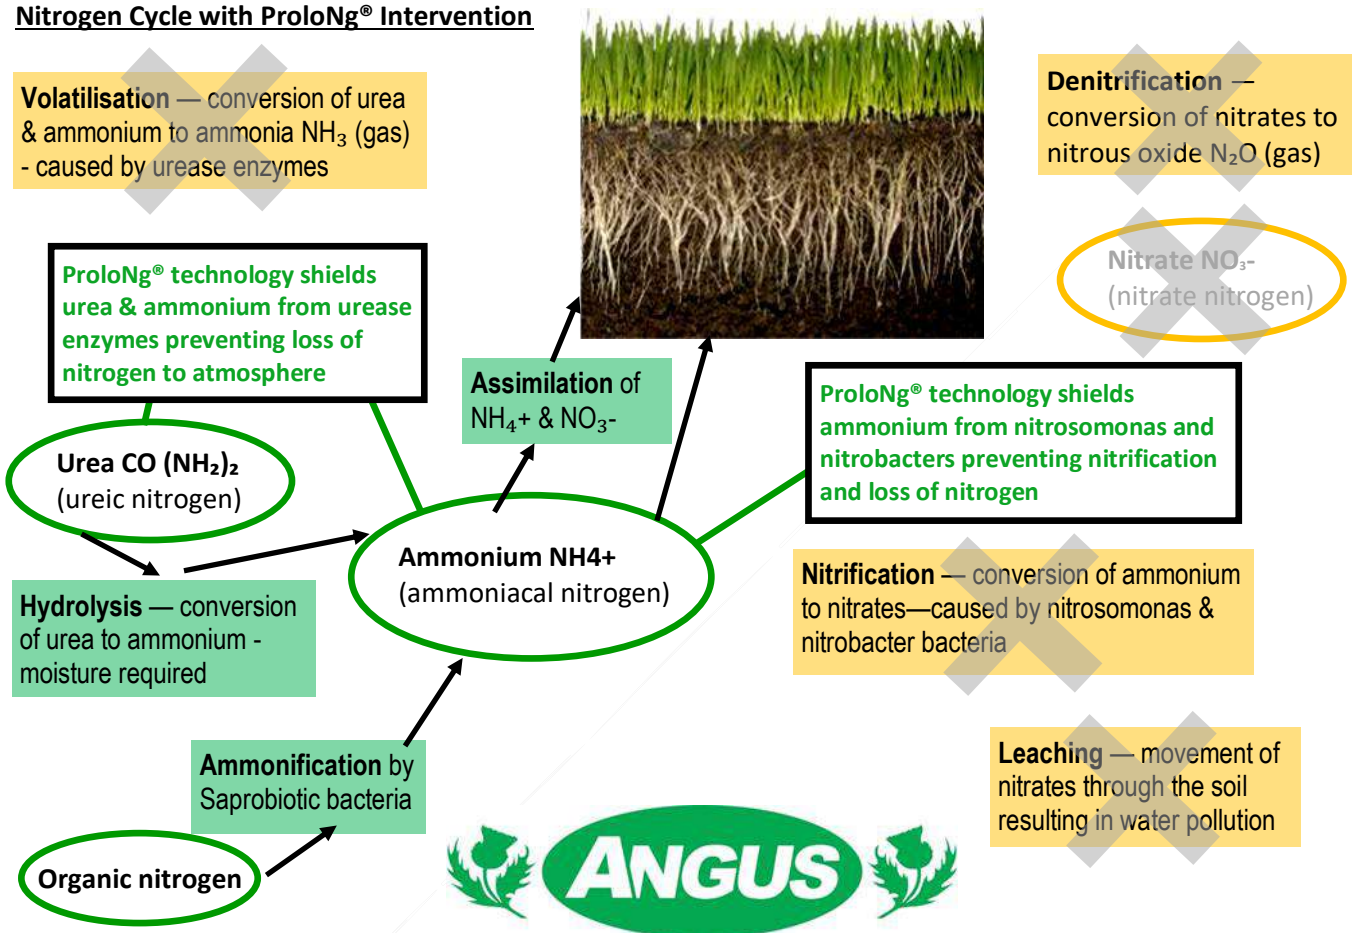 Nitrogen Cycle with ProloNg® Intervention
Volatilisation — conversion of urea
& ammonium to ammonia NH₃ (gas)
- caused by urease enzymes
Denitrification —
conversion of nitrates to
nitrous oxide N₂O (gas)
Nitrate NO₃-
(nitrate nitrogen)
ProloNg® technology shields
urea & ammonium from urease
enzymes preventing loss of
nitrogen to atmosphere
Assimilation of
NH₄+ & NO₃-
ProloNg® technology shields
ammonium from nitrosomonas and
nitrobacters preventing nitrification
and loss of nitrogen
Urea CO (NH₂)₂
(ureic nitrogen)
Ammonium NH4+
(ammoniacal nitrogen)
Hydrolysis — conversion
of urea to ammonium -
moisture required
Nitrification — conversion of ammonium
to nitrates—caused by nitrosomonas &
nitrobacter bacteria
Ammonification by
Saprobiotic bacteria
Leaching — movement of
nitrates through the soil
resulting in water pollution
Organic nitrogen
ANGUS